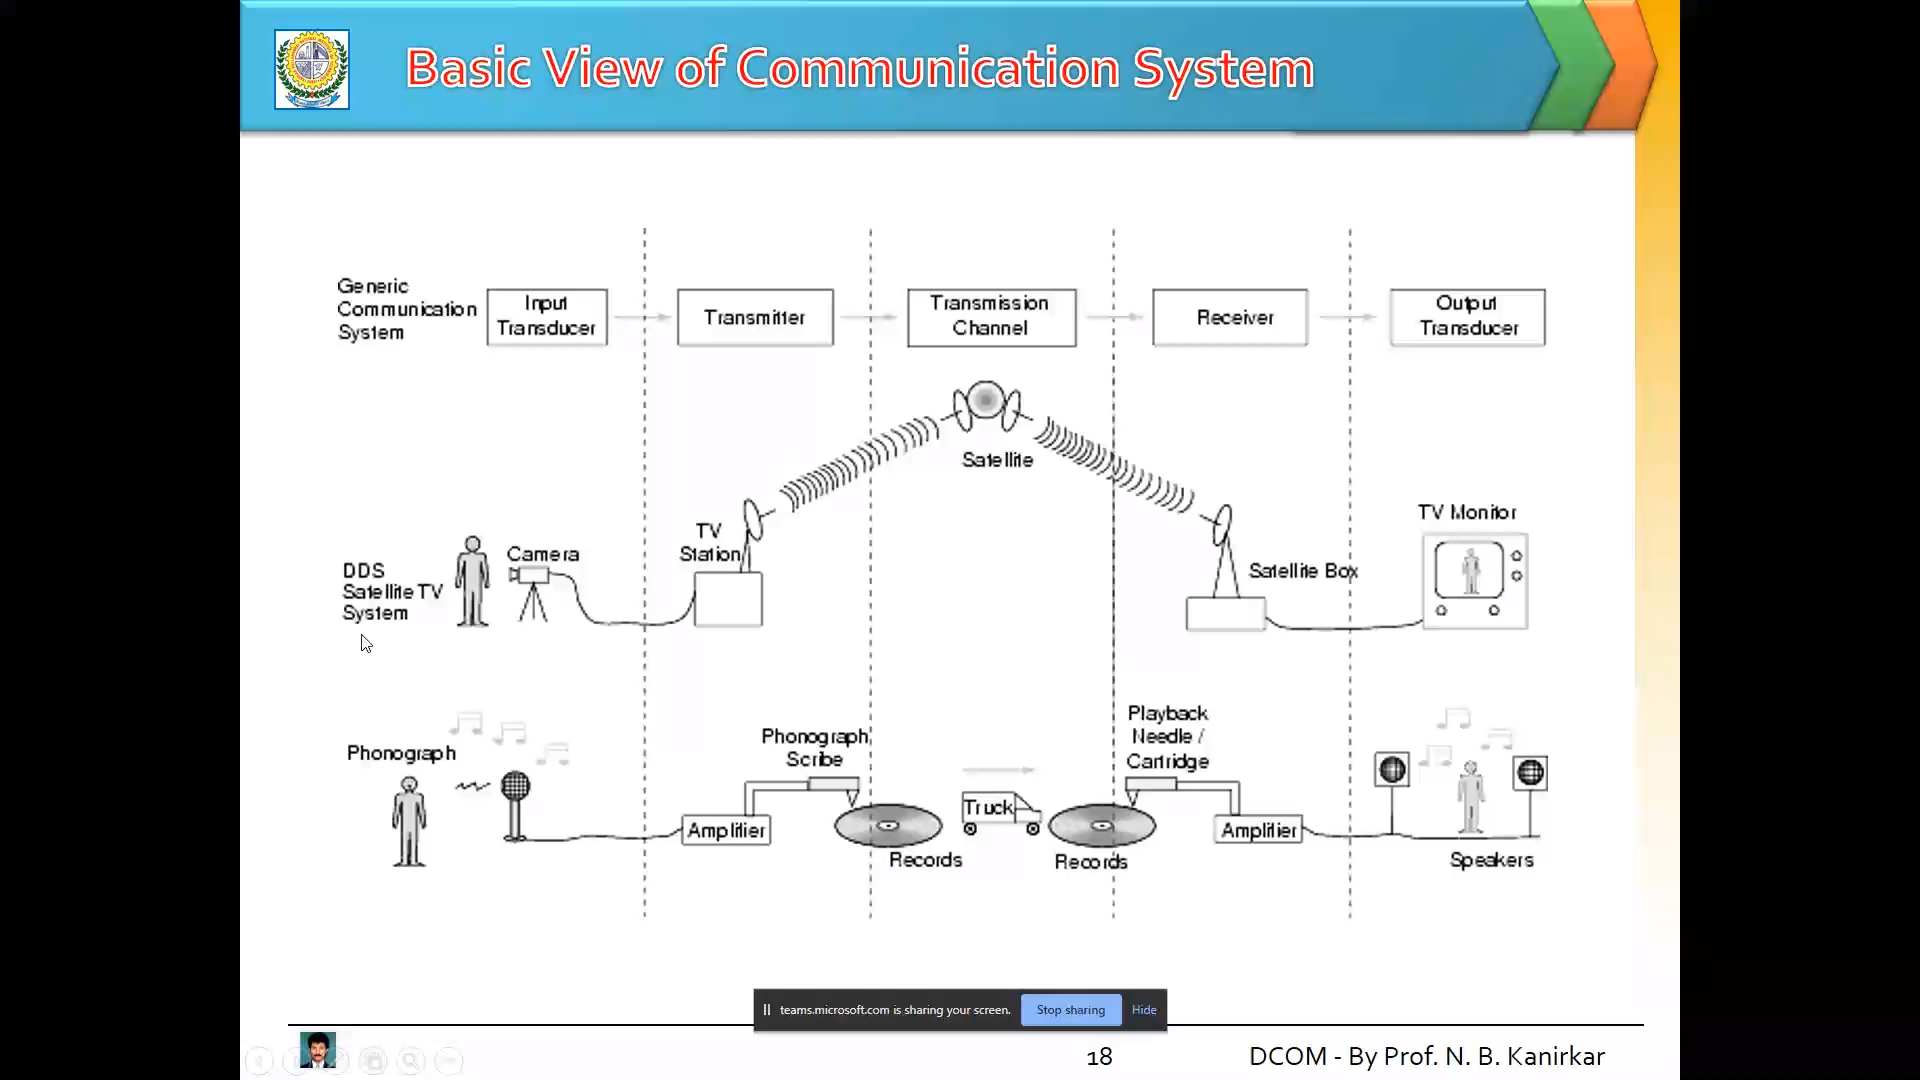 Basic View of Communication System
Generic
Communication
System
Input
Transducer
Transmitter
Transmission
Channel
Receiver
Output
Transducer
Satellite
DDS
Satellite TV
System
Camera
TV
Station
Satellite Box
TV Monitor
Phonograph
Amplifier
Phonograph
Scribe
Records
Truck
Playback
Needle /
Cartridge
Records
Amplifier
Speakers
teams.microsoft.com is sharing your screen.
Stop sharing
Hide
18
DCOM - By Prof. N. B. Kanirkar